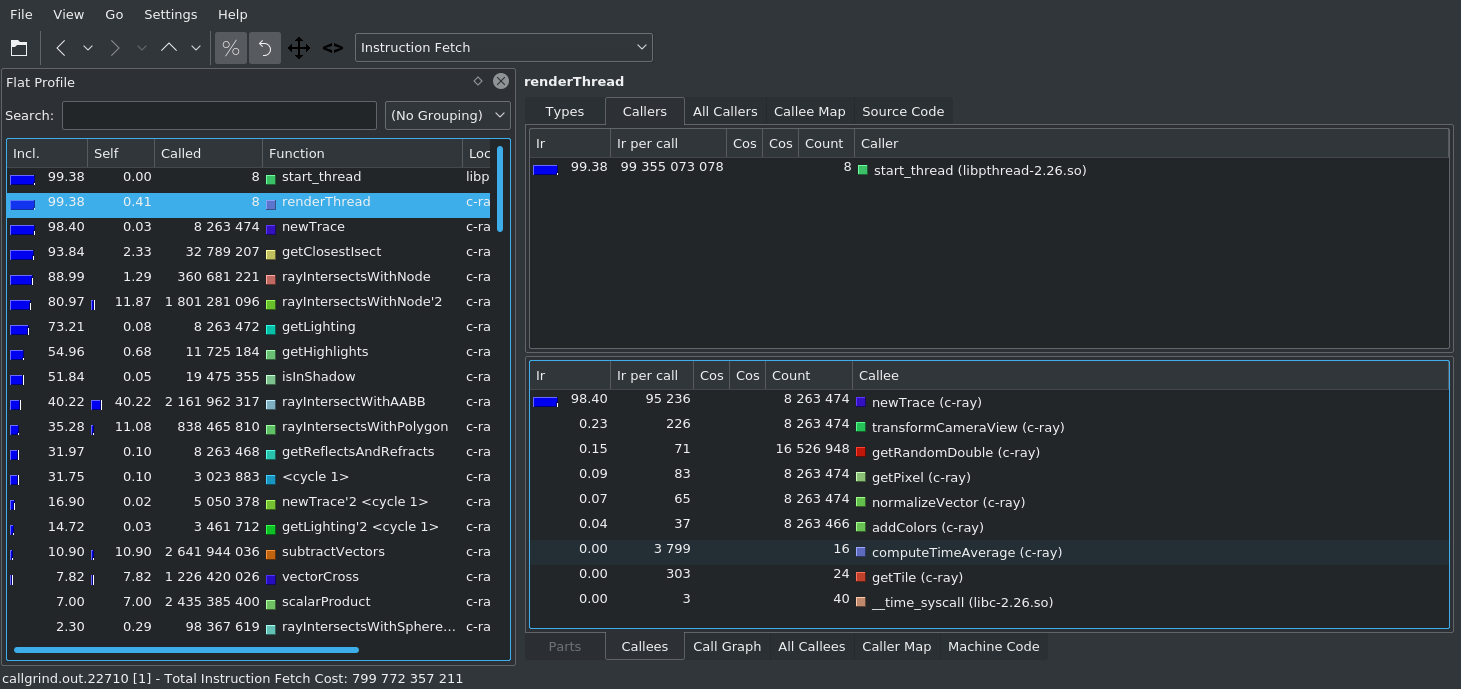 File View Go Settings Help
% <> Instruction Fetch
Flat Profile
Search: (No Grouping)
Incl. Self Called Function Loc
99.38 0.00 8 start_thread libp
99.38 0.41 8 renderThread c-ra
98.40 0.03 8 263 474 newTrace c-ra
93.84 2.33 32 789 207 getClosestIsect c-ra
88.99 1.29 360 681 221 rayIntersectsWithNode c-ra
80.97 11.87 1 801 281 096 rayIntersectsWithNode'2 c-ra
73.21 0.08 8 263 472 getLighting c-ra
54.96 0.68 11 725 184 getHighlights c-ra
51.84 0.05 19 475 355 isInShadow c-ra
40.22 40.22 2 161 962 317 rayIntersectWithAABB c-ra
35.28 11.08 838 465 810 rayIntersectsWithPolygon c-ra
31.97 0.10 8 263 468 getReflectsAndRefracts c-ra
31.75 0.10 3 023 883 <cycle 1> c-ra
16.90 0.02 5 050 378 newTrace'2 <cycle 1> c-ra
14.72 0.03 3 461 712 getLighting'2 <cycle 1> c-ra
10.90 10.90 2 641 944 036 subtractVectors c-ra
7.82 7.82 1 226 420 026 vectorCross c-ra
7.00 7.00 2 435 385 400 scalarProduct c-ra
2.30 0.29 98 367 619 rayIntersectsWithSphere... c-ra
renderThread
Types Callers All Callers Callee Map Source Code
Ir Ir per call Cos Cos Count Caller
99.38 99 355 073 078 8 start_thread (libpthread-2.26.so)
Ir Ir per call Cos Cos Count Callee
98.40 95 236 8 263 474 newTrace (c-ray)
0.23 226 8 263 474 transformCameraView (c-ray)
0.15 71 16 526 948 getRandomDouble (c-ray)
0.09 83 8 263 474 getPixel (c-ray)
0.07 65 8 263 474 normalizeVector (c-ray)
0.04 37 8 263 466 addColors (c-ray)
0.00 3 799 16 computeTimeAverage (c-ray)
0.00 303 24 getTile (c-ray)
0.00 3 40 __time_syscall (libc-2.26.so)
Parts Callees Call Graph All Callees Caller Map Machine Code
callgrind.out.22710 [1] - Total Instruction Fetch Cost: 799 772 357 211